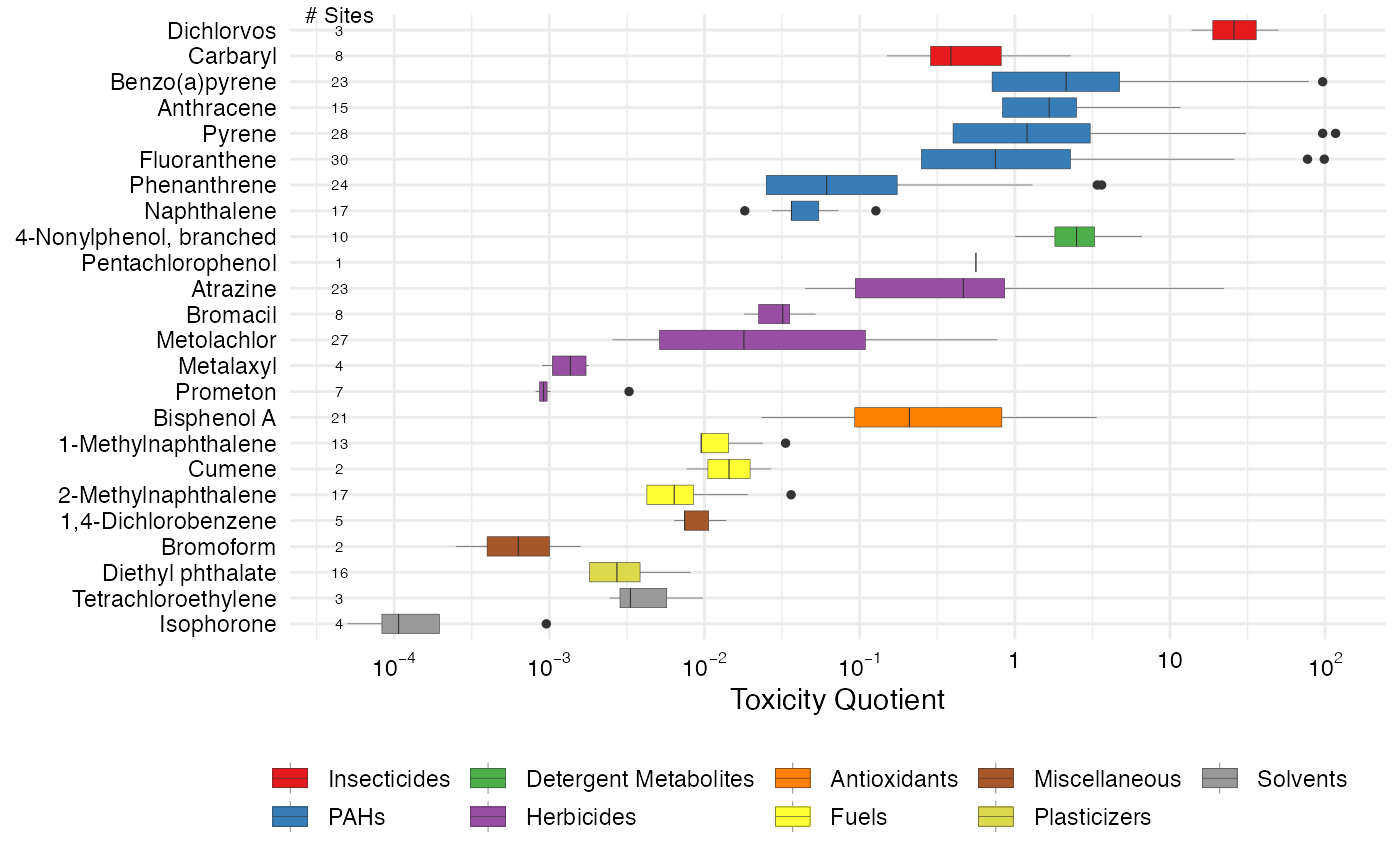 # Sites
Dichlorvos 3
Carbaryl 8
Benzo(a)pyrene 23
Anthracene 15
Pyrene 28
Fluoranthene 30
Phenanthrene 24
Naphthalene 17
4-Nonylphenol, branched 10
Pentachlorophenol 1
Atrazine 23
Bromacil 8
Metolachlor 27
Metalaxyl 4
Prometon 7
Bisphenol A 21
1-Methylnaphthalene 13
Cumene 2
2-Methylnaphthalene 17
1,4-Dichlorobenzene 5
Bromoform 2
Diethyl phthalate 16
Tetrachloroethylene 3
Isophorone 4
10⁻⁴ 10⁻³ 10⁻² 10⁻¹ 1 10 10²
Toxicity Quotient
Insecticides Detergent Metabolites Antioxidants Miscellaneous Solvents
PAHs Herbicides Fuels Plasticizers